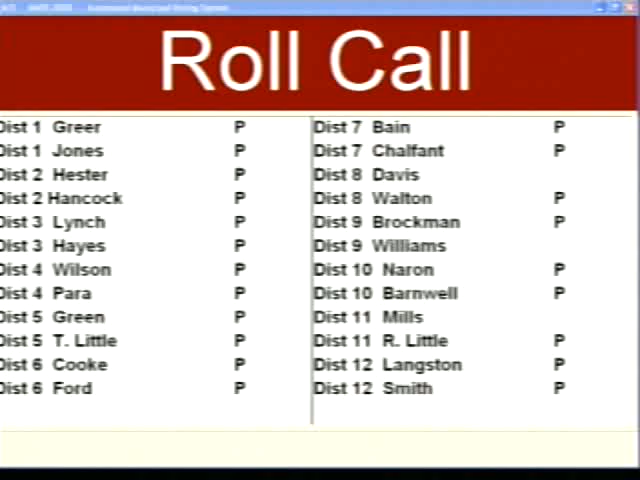 Roll Call
Dist 1 Greer P
Dist 1 Jones P
Dist 2 Hester P
Dist 2 Hancock P
Dist 3 Lynch P
Dist 3 Hayes P
Dist 4 Wilson P
Dist 4 Para P
Dist 5 Green P
Dist 5 T. Little P
Dist 6 Cooke P
Dist 6 Ford P
Dist 7 Bain P
Dist 7 Chalfant P
Dist 8 Davis
Dist 8 Walton P
Dist 9 Brockman P
Dist 9 Williams
Dist 10 Naron P
Dist 10 Barnwell P
Dist 11 Mills
Dist 11 R. Little P
Dist 12 Langston P
Dist 12 Smith P